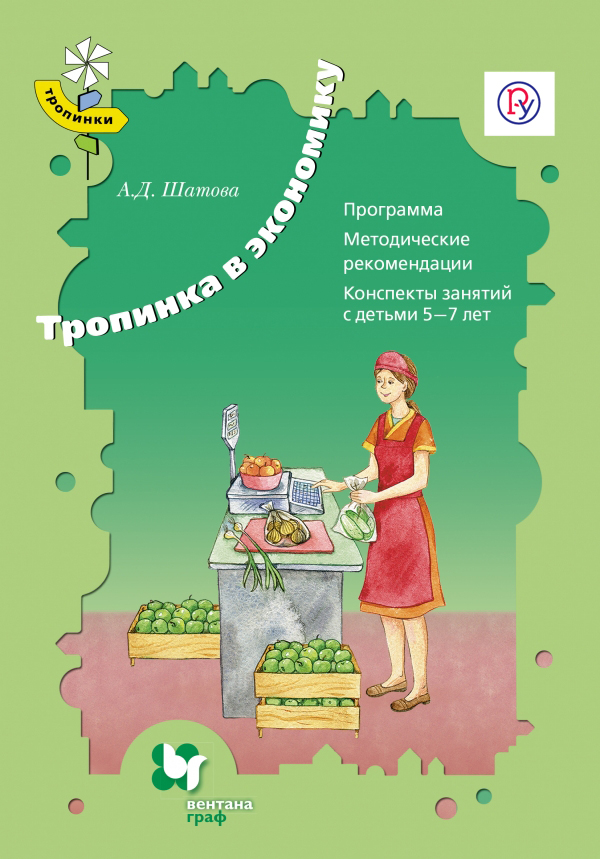 тропинки
р-у
А.Д. Шатова
Тропинка в экономику
Программа
Методические
рекомендации
Конспекты занятий
с детьми 5—7 лет
вентана
граф